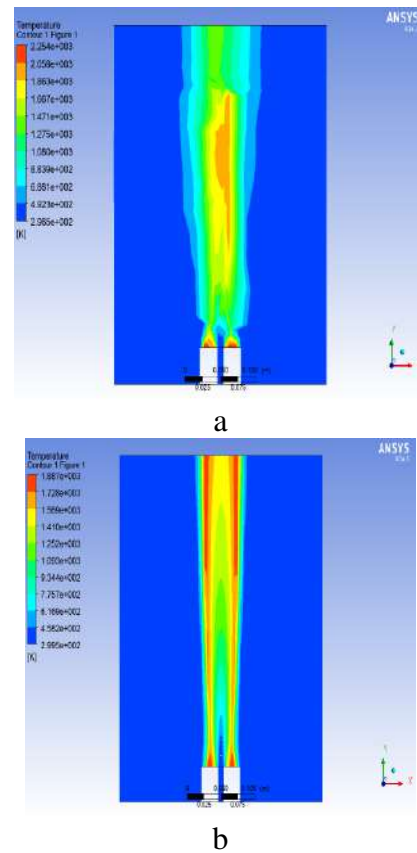 Temperature
Contour 1 Figure 1
2.254e+003
2.058e+003
1.863e+003
1.667e+003
1.471e+003
1.275e+003
1.080e+003
8.839e+002
6.881e+002
4.923e+002
2.965e+002
[K]
ANSYS
0.025
0.075
a
Temperature
Contour 1 Figure 1
1.887e+003
1.728e+003
1.569e+003
1.410e+003
1.252e+003
1.093e+003
9.344e+002
7.757e+002
6.169e+002
4.582e+002
2.995e+002
[K]
ANSYS
0.025
0.075
b